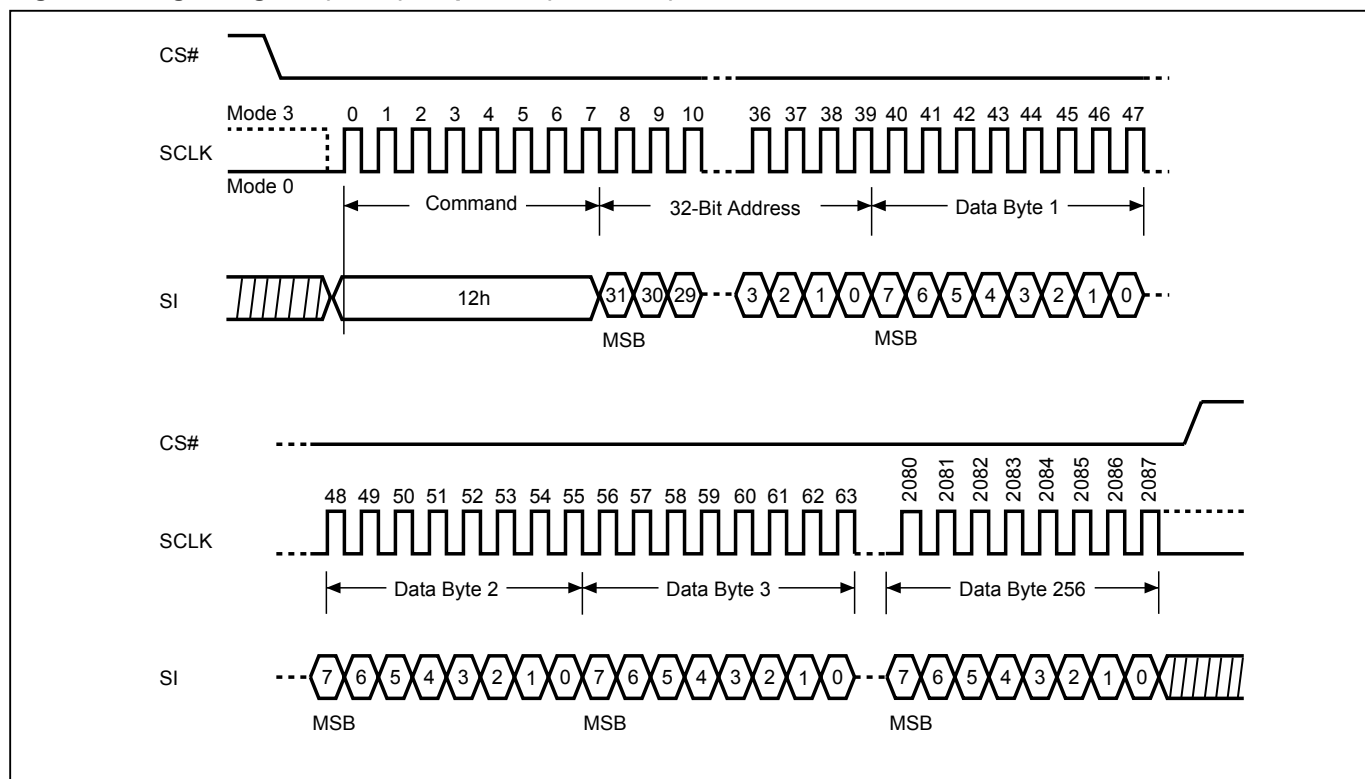 CS#
Mode 3
0 1 2 3 4 5 6 7 8 9 10 36 37 38 39 40 41 42 43 44 45 46 47
SCLK
Mode 0
Command 32-Bit Address Data Byte 1
SI 12h 31 30 29 3 2 1 0 7 6 5 4 3 2 1 0
MSB MSB
CS#
48 49 50 51 52 53 54 55 56 57 58 59 60 61 62 63 2080 2081 2082 2083 2084 2085 2086 2087
SCLK
Data Byte 2 Data Byte 3 Data Byte 256
SI 7 6 5 4 3 2 1 0 7 6 5 4 3 2 1 0 7 6 5 4 3 2 1 0
MSB MSB MSB